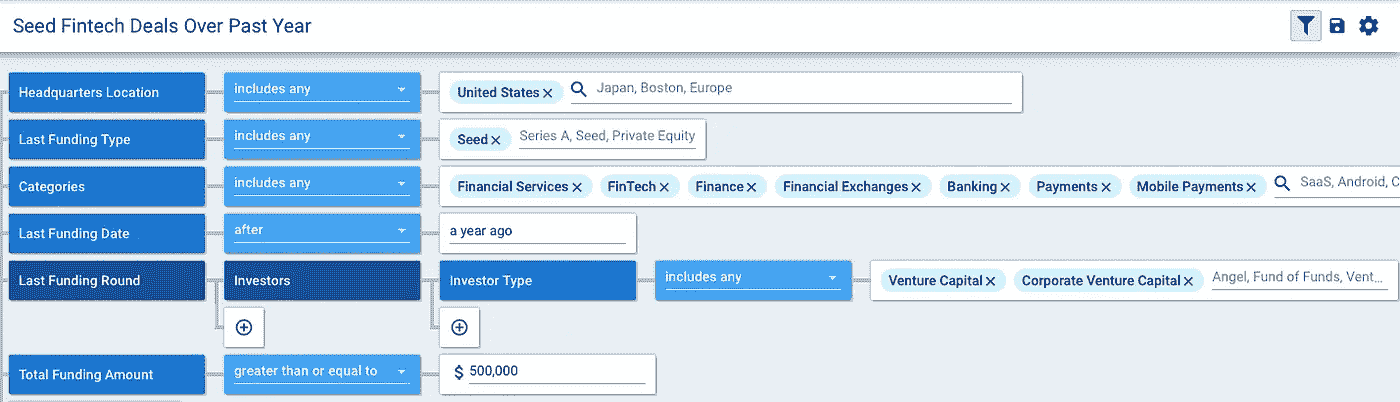 Seed Fintech Deals Over Past Year
Headquarters Location includes any United States Japan, Boston, Europe
Last Funding Type includes any Seed Series A, Seed, Private Equity
Categories includes any Financial Services FinTech Finance Financial Exchanges Banking Payments Mobile Payments SaaS, Android, C
Last Funding Date after a year ago
Last Funding Round Investors Investor Type includes any Venture Capital Corporate Venture Capital Angel, Fund of Funds, Vent...
Total Funding Amount greater than or equal to $ 500,000